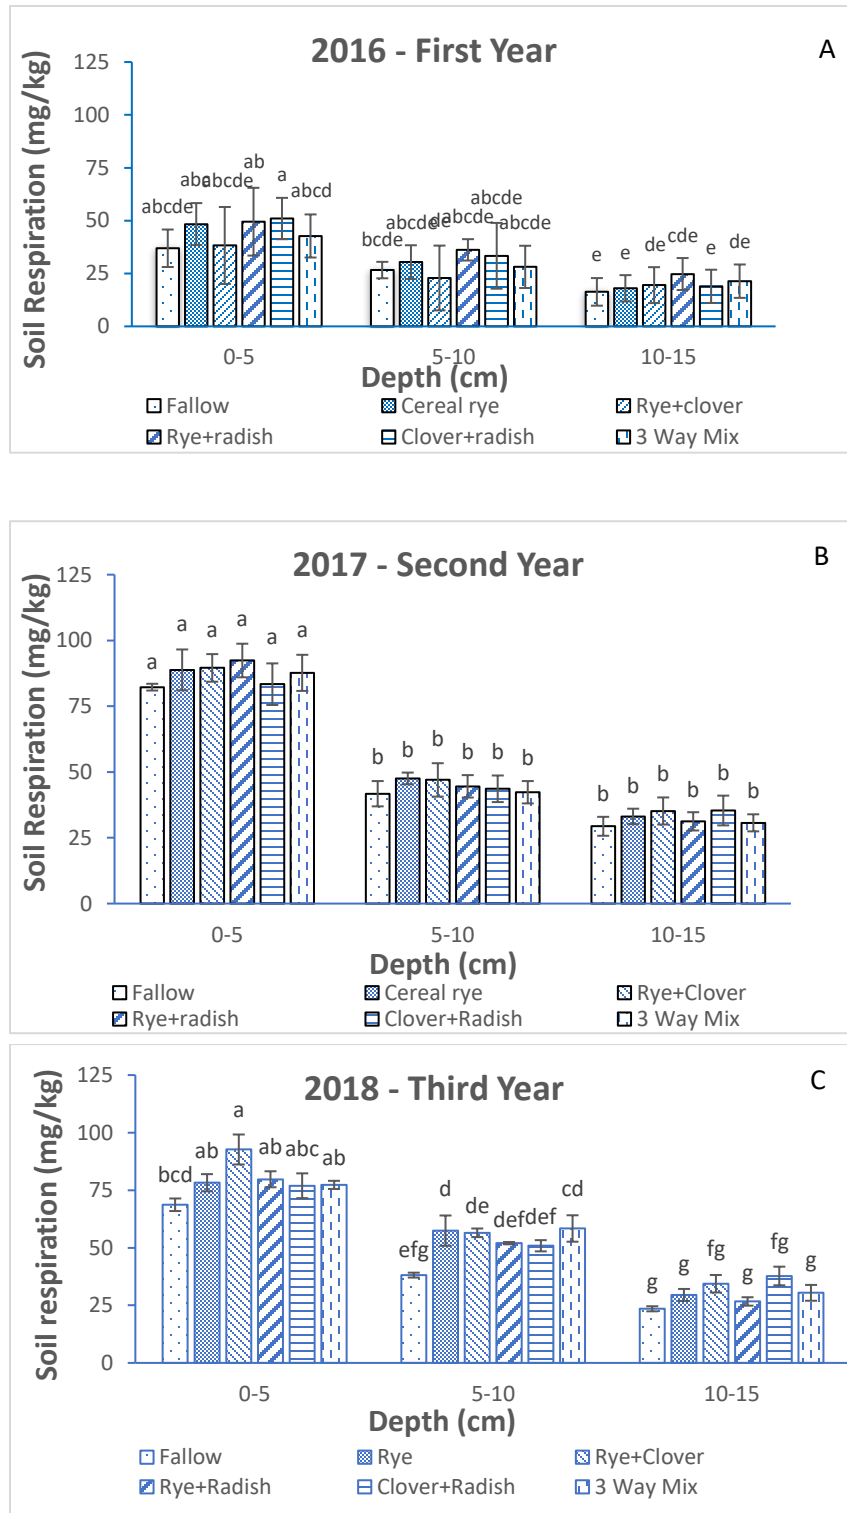 2016 - First Year
A
Soil Respiration (mg/kg)
125
100
75
50
25
0
abcde
abc
abcde
ab
a
abcd
bcde
abcde
de
abcde
abcde
abcde
e
e
de
cde
e
de
0-5
5-10
10-15
Depth (cm)
Fallow
Cereal rye
Rye+clover
Rye+radish
Clover+radish
3 Way Mix
2017 - Second Year
B
Soil Respiration (mg/kg)
125
100
75
50
25
0
a
a
a
a
a
a
b
b
b
b
b
b
b
b
b
b
b
b
0-5
5-10
10-15
Depth (cm)
Fallow
Cereal rye
Rye+Clover
Rye+radish
Clover+Radish
3 Way Mix
2018 - Third Year
C
Soil respiration (mg/kg)
125
100
75
50
25
0
bcd
ab
a
ab
abc
ab
efg
d
de
def
def
cd
g
g
fg
g
fg
g
0-5
5-10
10-15
Depth (cm)
Fallow
Rye
Rye+Clover
Rye+Radish
Clover+Radish
3 Way Mix